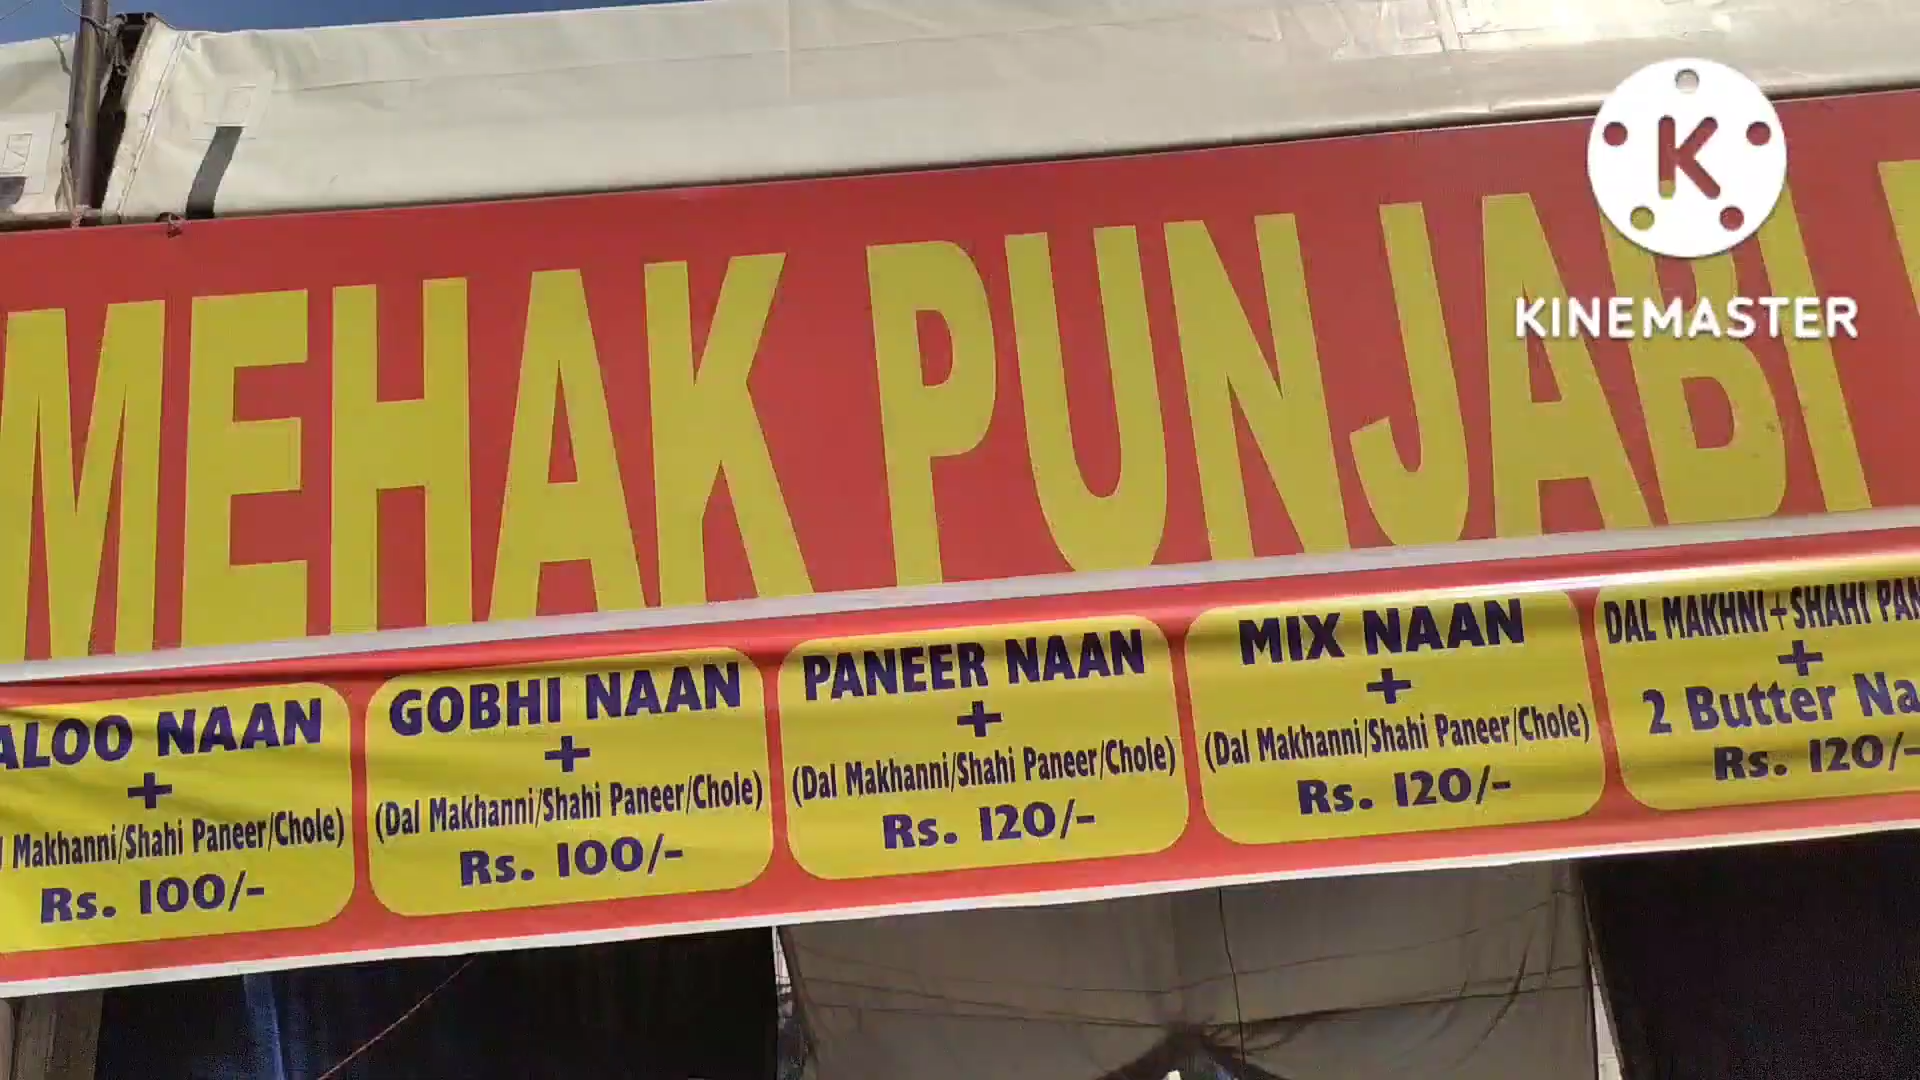 KINEMASTER
MEHAK PUNJABI
ALOO NAAN
+
Makhanni/Shahi Paneer/Chole)
Rs. 100/-
GOBHI NAAN
+
(Dal Makhanni/Shahi Paneer/Chole)
Rs. 100/-
PANEER NAAN
+
(Dal Makhanni/Shahi Paneer/Chole)
Rs. 120/-
MIX NAAN
+
(Dal Makhanni/Shahi Paneer/Chole)
Rs. 120/-
DAL MAKHNI+SHAHI PAN
+
2 Butter Na
Rs. 120/-